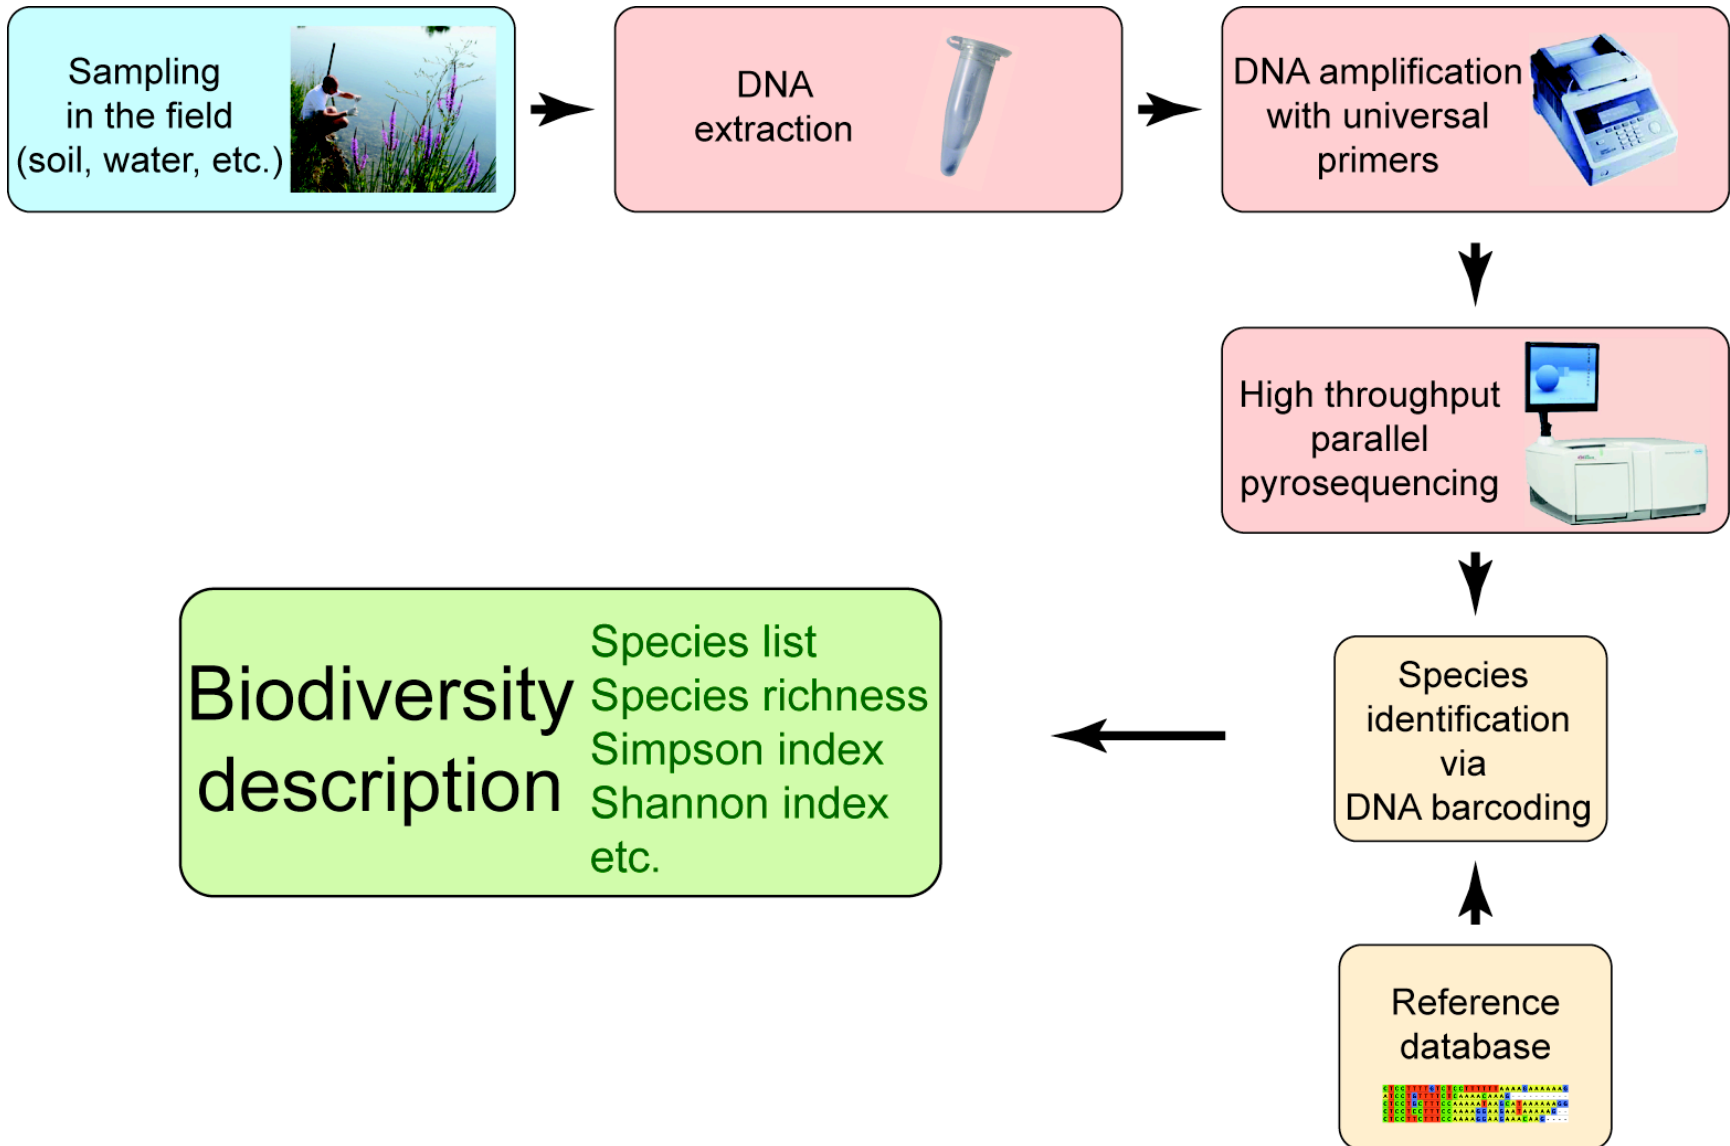 Sampling
in the field
(soil, water, etc.)
DNA
extraction
DNA amplification
with universal
primers
High throughput
parallel
pyrosequencing
Species
identification
via
DNA barcoding
Reference
database
Biodiversity
description
Species list
Species richness
Simpson index
Shannon index
etc.